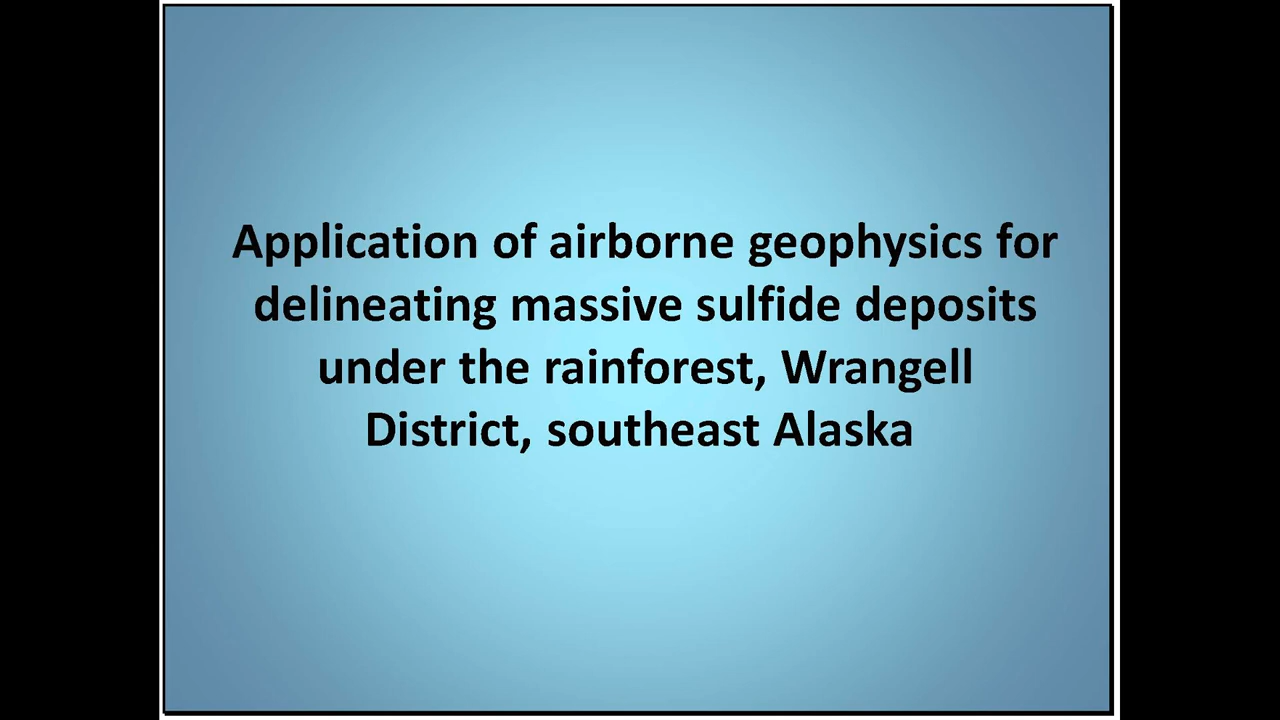 Application of airborne geophysics for
delineating massive sulfide deposits
under the rainforest, Wrangell
District, southeast Alaska